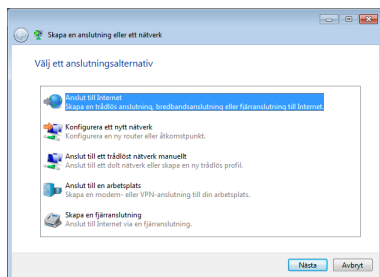 Skapa en anslutning eller ett nätverk
Välj ett anslutningsalternativ
Anslut till Internet
Skapa en trådlös anslutning, bredbandsanslutning eller fjärranslutning till Internet.
Konfigurera ett nytt nätverk
Konfigurera en ny router eller åtkomstpunkt.
Anslut till ett trådlöst nätverk manuellt
Anslut till ett dolt nätverk eller skapa en ny trådlös profil.
Anslut till en arbetsplats
Skapa en modem- eller VPN-anslutning till din arbetsplats.
Skapa en fjärranslutning
Anslut till Internet via en fjärranslutning.
Nästa
Avbryt